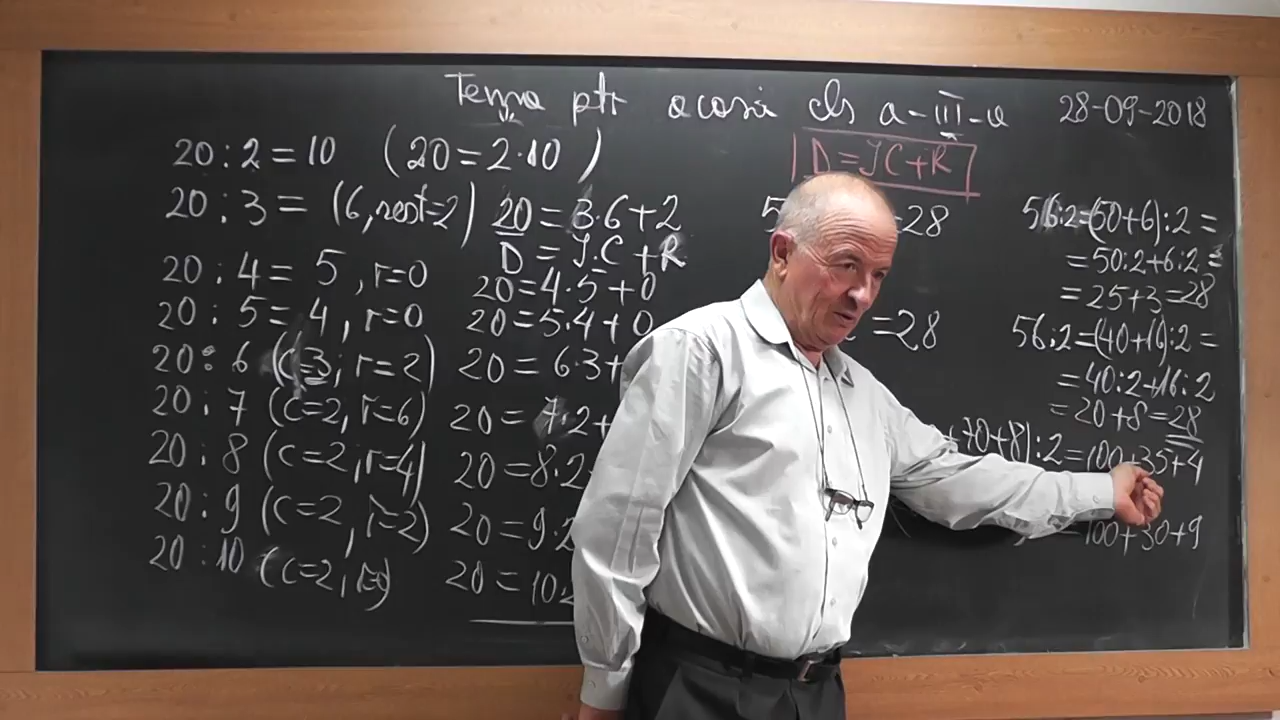 Tema ptr acasă cls a-III-a 28-09-2018
20:2=10 (20=2·10)
D=IC+R
20:3=(6,rest=2) 20=3·6+2
D=I.C+R
20:4=5,r=0 20=4·5+0
20:5=4,r=0 20=5·4+0
20:6 (c=3; r=2) 20=6·3+
20:7 (c=2, r=6) 20=7·2+
20:8 (c=2, r=4) 20=8·2
20:9 (c=2, r=2) 20=9·2
20:10 (c=2, 20=10·
=28
=28
56:2=(50+6):2=
=50:2+6:2=
=25+3=28
56:2=(40+16):2=
=40:2+16:2
=20+8=28
+70+8):2=100+35+4
=100+30+9